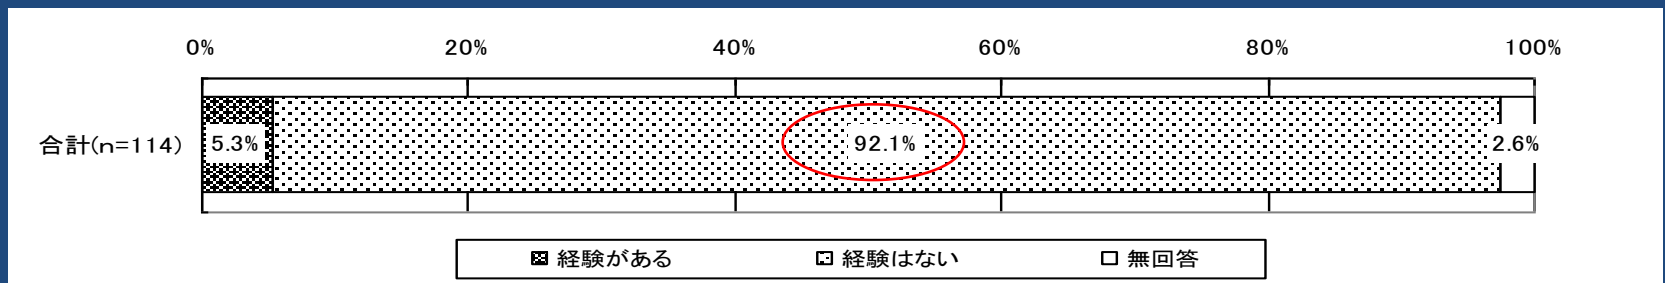 0% 20% 40% 60% 80% 100%
合計(n=114) 5.3% 92.1% 2.6%
経験がある 経験はない 無回答